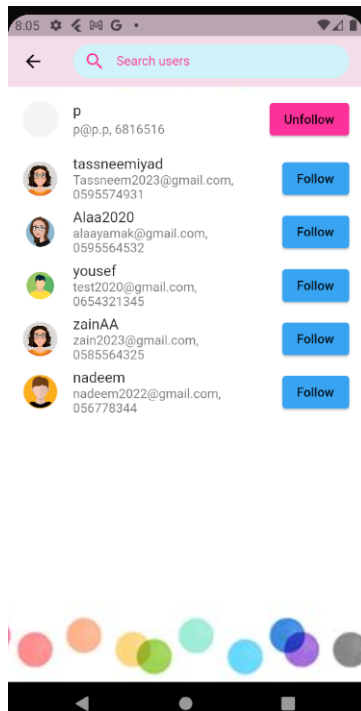 8:05 G
Search users
p
p@p.p, 6816516
Unfollow
tassneemiyad
Tassneem2023@gmail.com,
0595574931
Follow
Alaa2020
alaayamak@gmail.com,
0595564532
Follow
yousef
test2020@gmail.com,
0654321345
Follow
zainAA
zain2023@gmail.com,
0585564325
Follow
nadeem
nadeem2022@gmail.com,
056778344
Follow